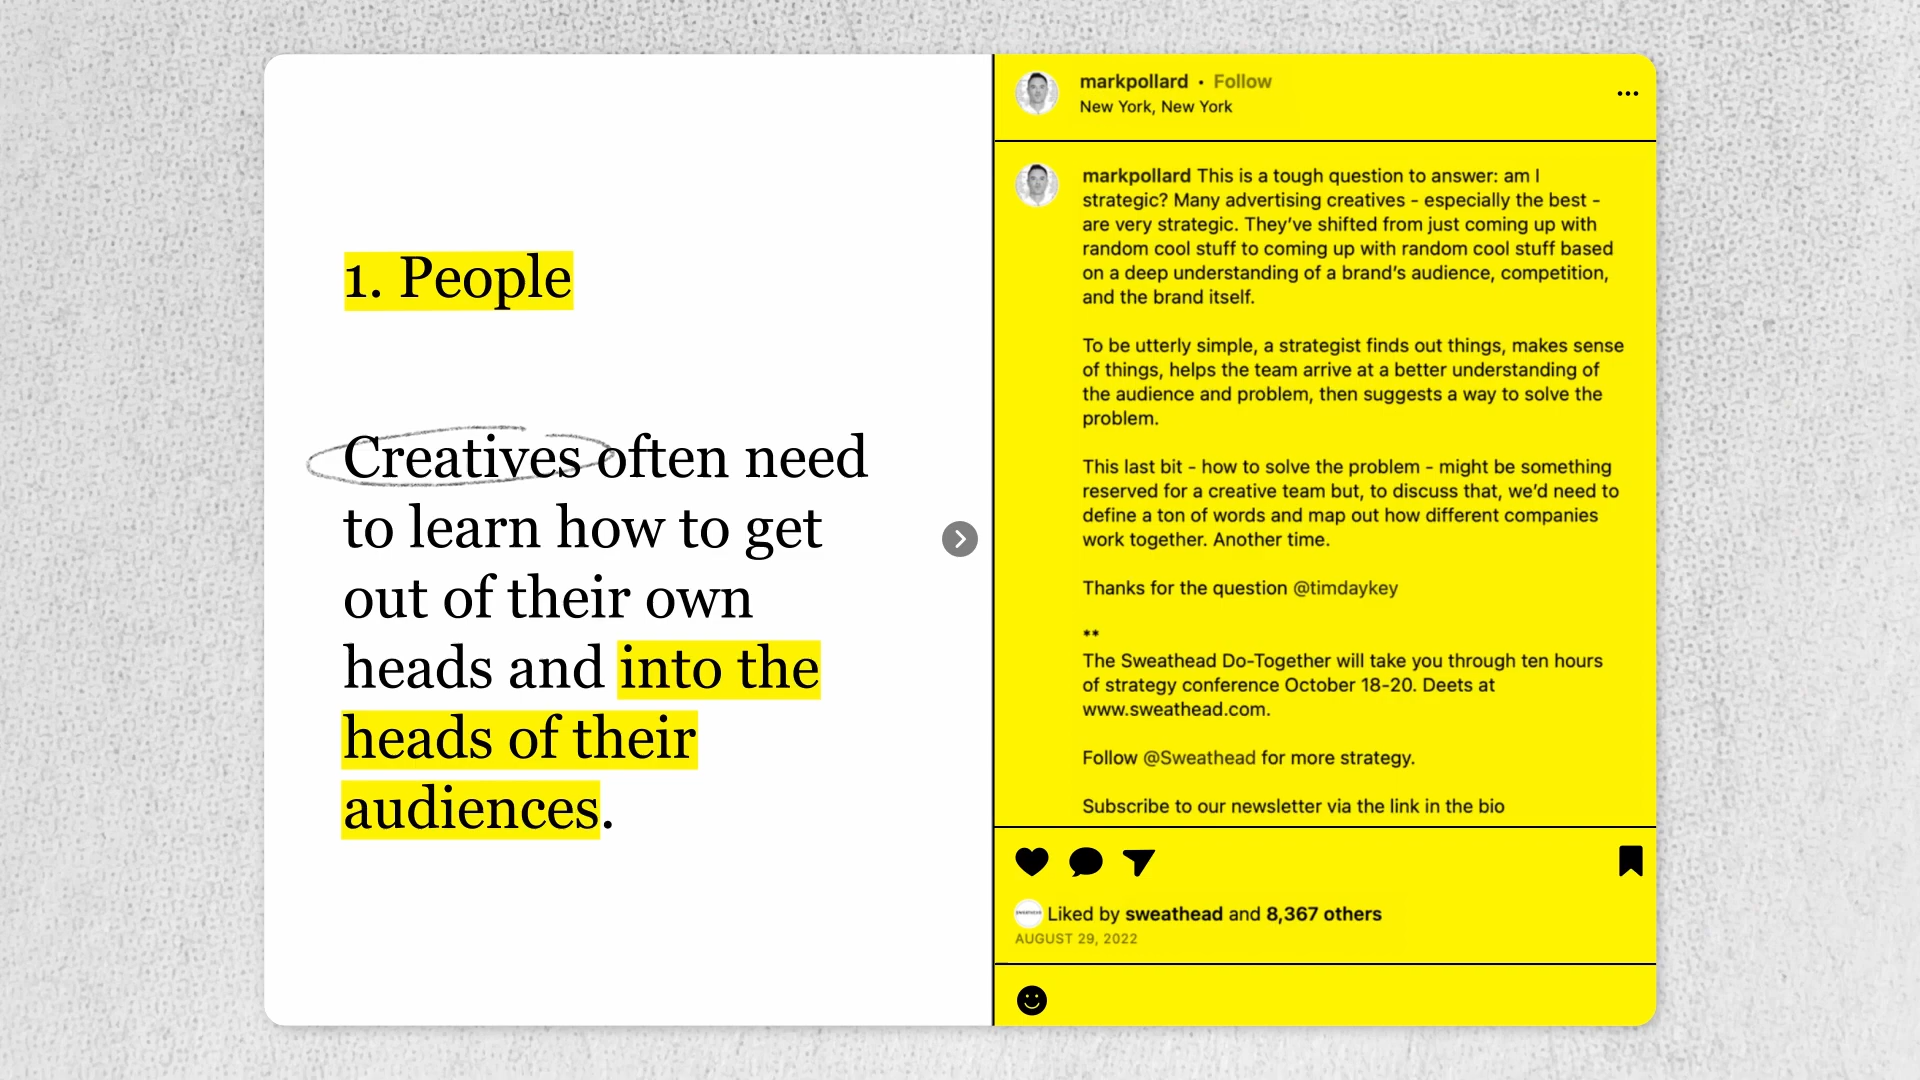 1. People
Creatives often need
to learn how to get
out of their own
heads and into the
heads of their
audiences.
markpollard • Follow
New York, New York
markpollard This is a tough question to answer: am I
strategic? Many advertising creatives - especially the best -
are very strategic. They’ve shifted from just coming up with
random cool stuff to coming up with random cool stuff based
on a deep understanding of a brand’s audience, competition,
and the brand itself.
To be utterly simple, a strategist finds out things, makes sense
of things, helps the team arrive at a better understanding of
the audience and problem, then suggests a way to solve the
problem.
This last bit - how to solve the problem - might be something
reserved for a creative team but, to discuss that, we’d need to
define a ton of words and map out how different companies
work together. Another time.
Thanks for the question @timdaykey
**
The Sweathead Do-Together will take you through ten hours
of strategy conference October 18-20. Deets at
www.sweathead.com.
Follow @Sweathead for more strategy.
Subscribe to our newsletter via the link in the bio
Liked by sweathead and 8,367 others
AUGUST 29, 2022